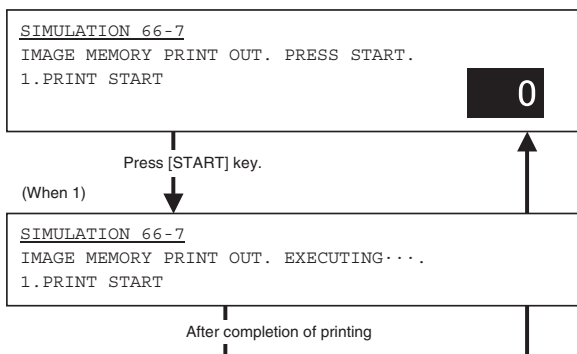 SIMULATION 66-7
IMAGE MEMORY PRINT OUT. PRESS START.
1.PRINT START
0
Press [START] key.
(When 1)
SIMULATION 66-7
IMAGE MEMORY PRINT OUT. EXECUTING···.
1.PRINT START
After completion of printing